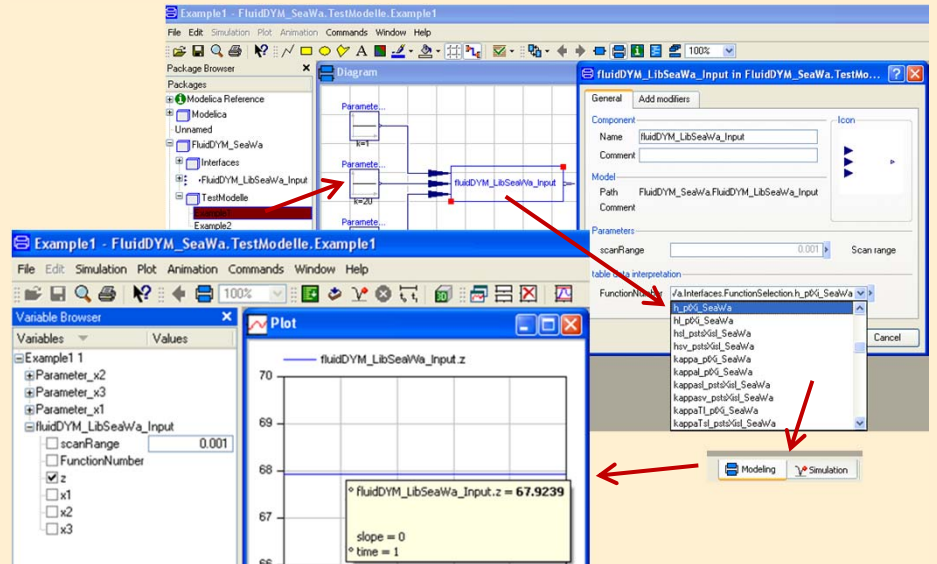 Example1 - FluidDYM_SeaWa.TestModelle.Example1
File Edit Simulation Plot Animation Commands Window Help
100%
Package Browser
Packages
Modelica Reference
Modelica
Unnamed
FluidDYM_SeaWa
Interfaces
FluidDYM_LibSeaWa_Input
TestModelle
Example1
Example2
Diagram
Paramete...
k=1
Paramete...
k=20
Paramete...
fluidDYM_LibSeaWa_Input
fluidDYM_LibSeaWa_Input in FluidDYM_SeaWa.TestMo...
General Add modifiers
Component
Icon
Name fluidDYM_LibSeaWa_Input
Comment
Model
Path FluidDYM_SeaWa.FluidDYM_LibSeaWa_Input
Comment
Parameters
scanRange 0.001 Scan range
table data interpretation
FunctionNumber /a.Interfaces.FunctionSelection.h_ptXi_SeaWa
h_ptXi_SeaWa
hl_ptXi_SeaWa
hsl_pstsXisl_SeaWa
hsv_pstsXisl_SeaWa
kappa_ptXi_SeaWa
kappal_ptXi_SeaWa
kappasl_pstsXisl_SeaWa
kappasv_pstsXisl_SeaWa
kappaTl_ptXi_SeaWa
kappaTsl_pstsXisl_SeaWa
Cancel
Modeling Simulation
Example1 - FluidDYM_SeaWa.TestModelle.Example1
File Edit Simulation Plot Animation Commands Window Help
100%
Variable Browser
Variables Values
Example1 1
Parameter_x2
Parameter_x3
Parameter_x1
fluidDYM_LibSeaWa_Input
scanRange 0.001
FunctionNumber
z
x1
x2
x3
Plot
fluidDYM_LibSeaWa_Input.z
70
69
68
67
66
fluidDYM_LibSeaWa_Input.z = 67.9239
slope = 0
time = 1